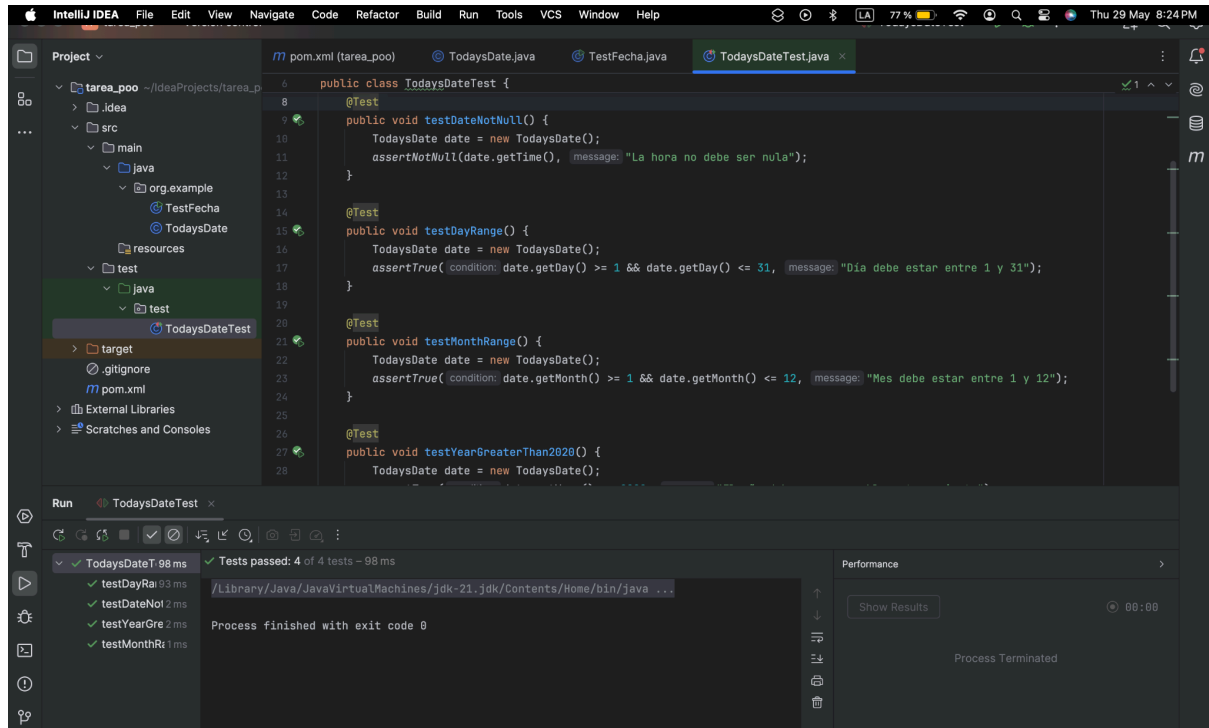 IntelliJ IDEA File Edit View Navigate Code Refactor Build Run Tools VCS Window Help LA 77 % Thu 29 May 8:24 PM
Project
pom.xml (tarea_poo) TodaysDate.java TestFecha.java TodaysDateTest.java
tarea_poo ~/IdeaProjects/tarea_p
.idea
src
main
java
org.example
TestFecha
TodaysDate
resources
test
java
test
TodaysDateTest
target
.gitignore
pom.xml
External Libraries
Scratches and Consoles
1
6 public class TodaysDateTest {
8 @Test
9 public void testDateNotNull() {
10 TodaysDate date = new TodaysDate();
11 assertNotNull(date.getTime(), message: "La hora no debe ser nula");
12 }
13
14 @Test
15 public void testDayRange() {
16 TodaysDate date = new TodaysDate();
17 assertTrue( condition: date.getDay() >= 1 && date.getDay() <= 31, message: "Día debe estar entre 1 y 31");
18 }
19
20 @Test
21 public void testMonthRange() {
22 TodaysDate date = new TodaysDate();
23 assertTrue( condition: date.getMonth() >= 1 && date.getMonth() <= 12, message: "Mes debe estar entre 1 y 12");
24 }
25
26 @Test
27 public void testYearGreaterThan2020() {
28 TodaysDate date = new TodaysDate();
Run TodaysDateTest
TodaysDateT 98 ms
testDayRa 93 ms
testDateNot 2 ms
testYearGre 2 ms
testMonthRa 1 ms
Tests passed: 4 of 4 tests – 98 ms
/Library/Java/JavaVirtualMachines/jdk-21.jdk/Contents/Home/bin/java ...
Process finished with exit code 0
Performance
Show Results 00:00
Process Terminated